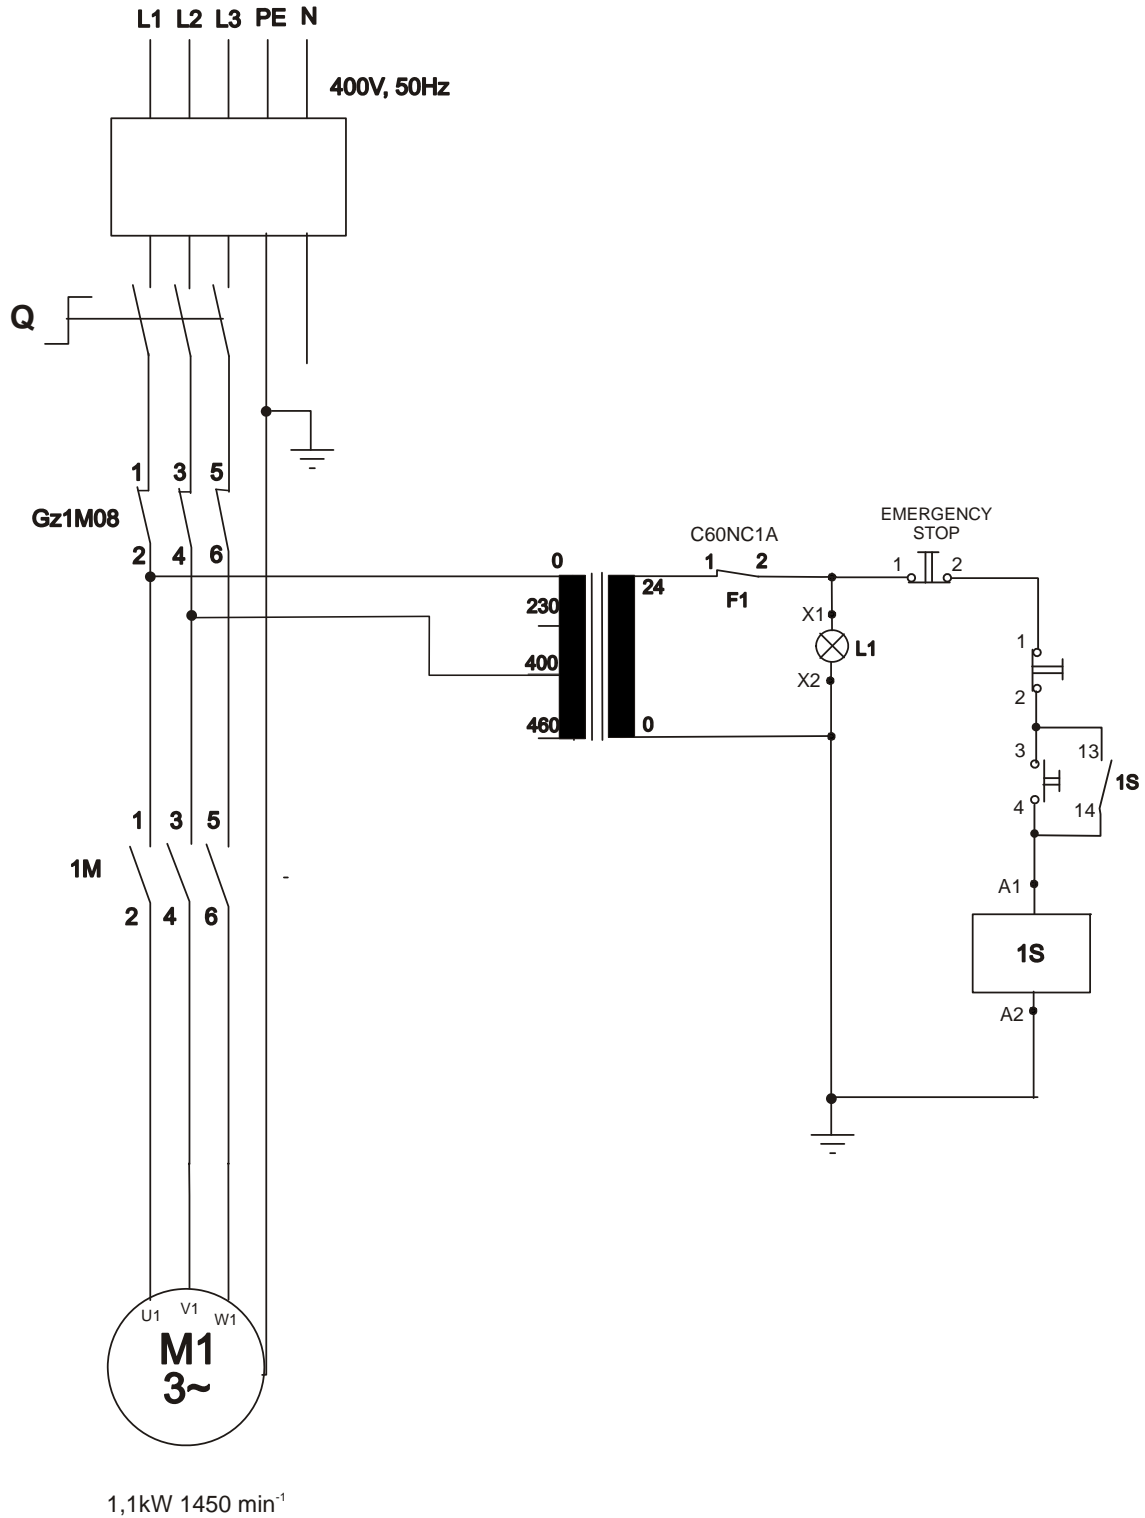 L1 L2 L3 PE N
400V, 50Hz
Q
1 3 5
Gz1M08
2 4 6
EMERGENCY
STOP
C60NC1A
0
1 2
1 2
24
F1
230
X1
L1
1
400
X2
2
460
0
3
13
1S
4
14
1 3 5
1M
2 4 6
-
A1
1S
A2
U1 V1 W1
M1
3~
1,1kW 1450 min⁻¹